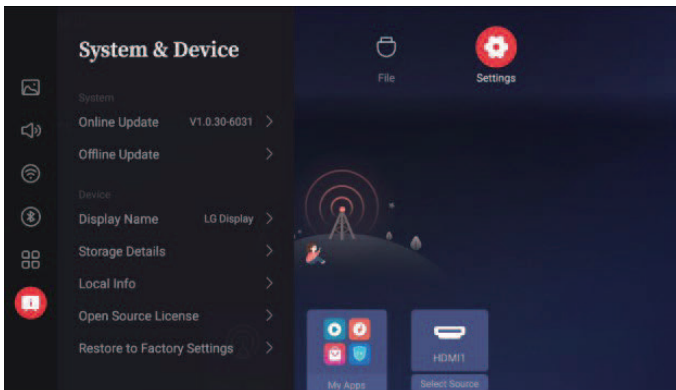 System & Device
System
Online Update V1.0.30-6031
Offline Update
Device
Display Name LG Display
Storage Details
Local Info
Open Source License
Restore to Factory Settings
File
Settings
My Apps
HDMI1
Select Source